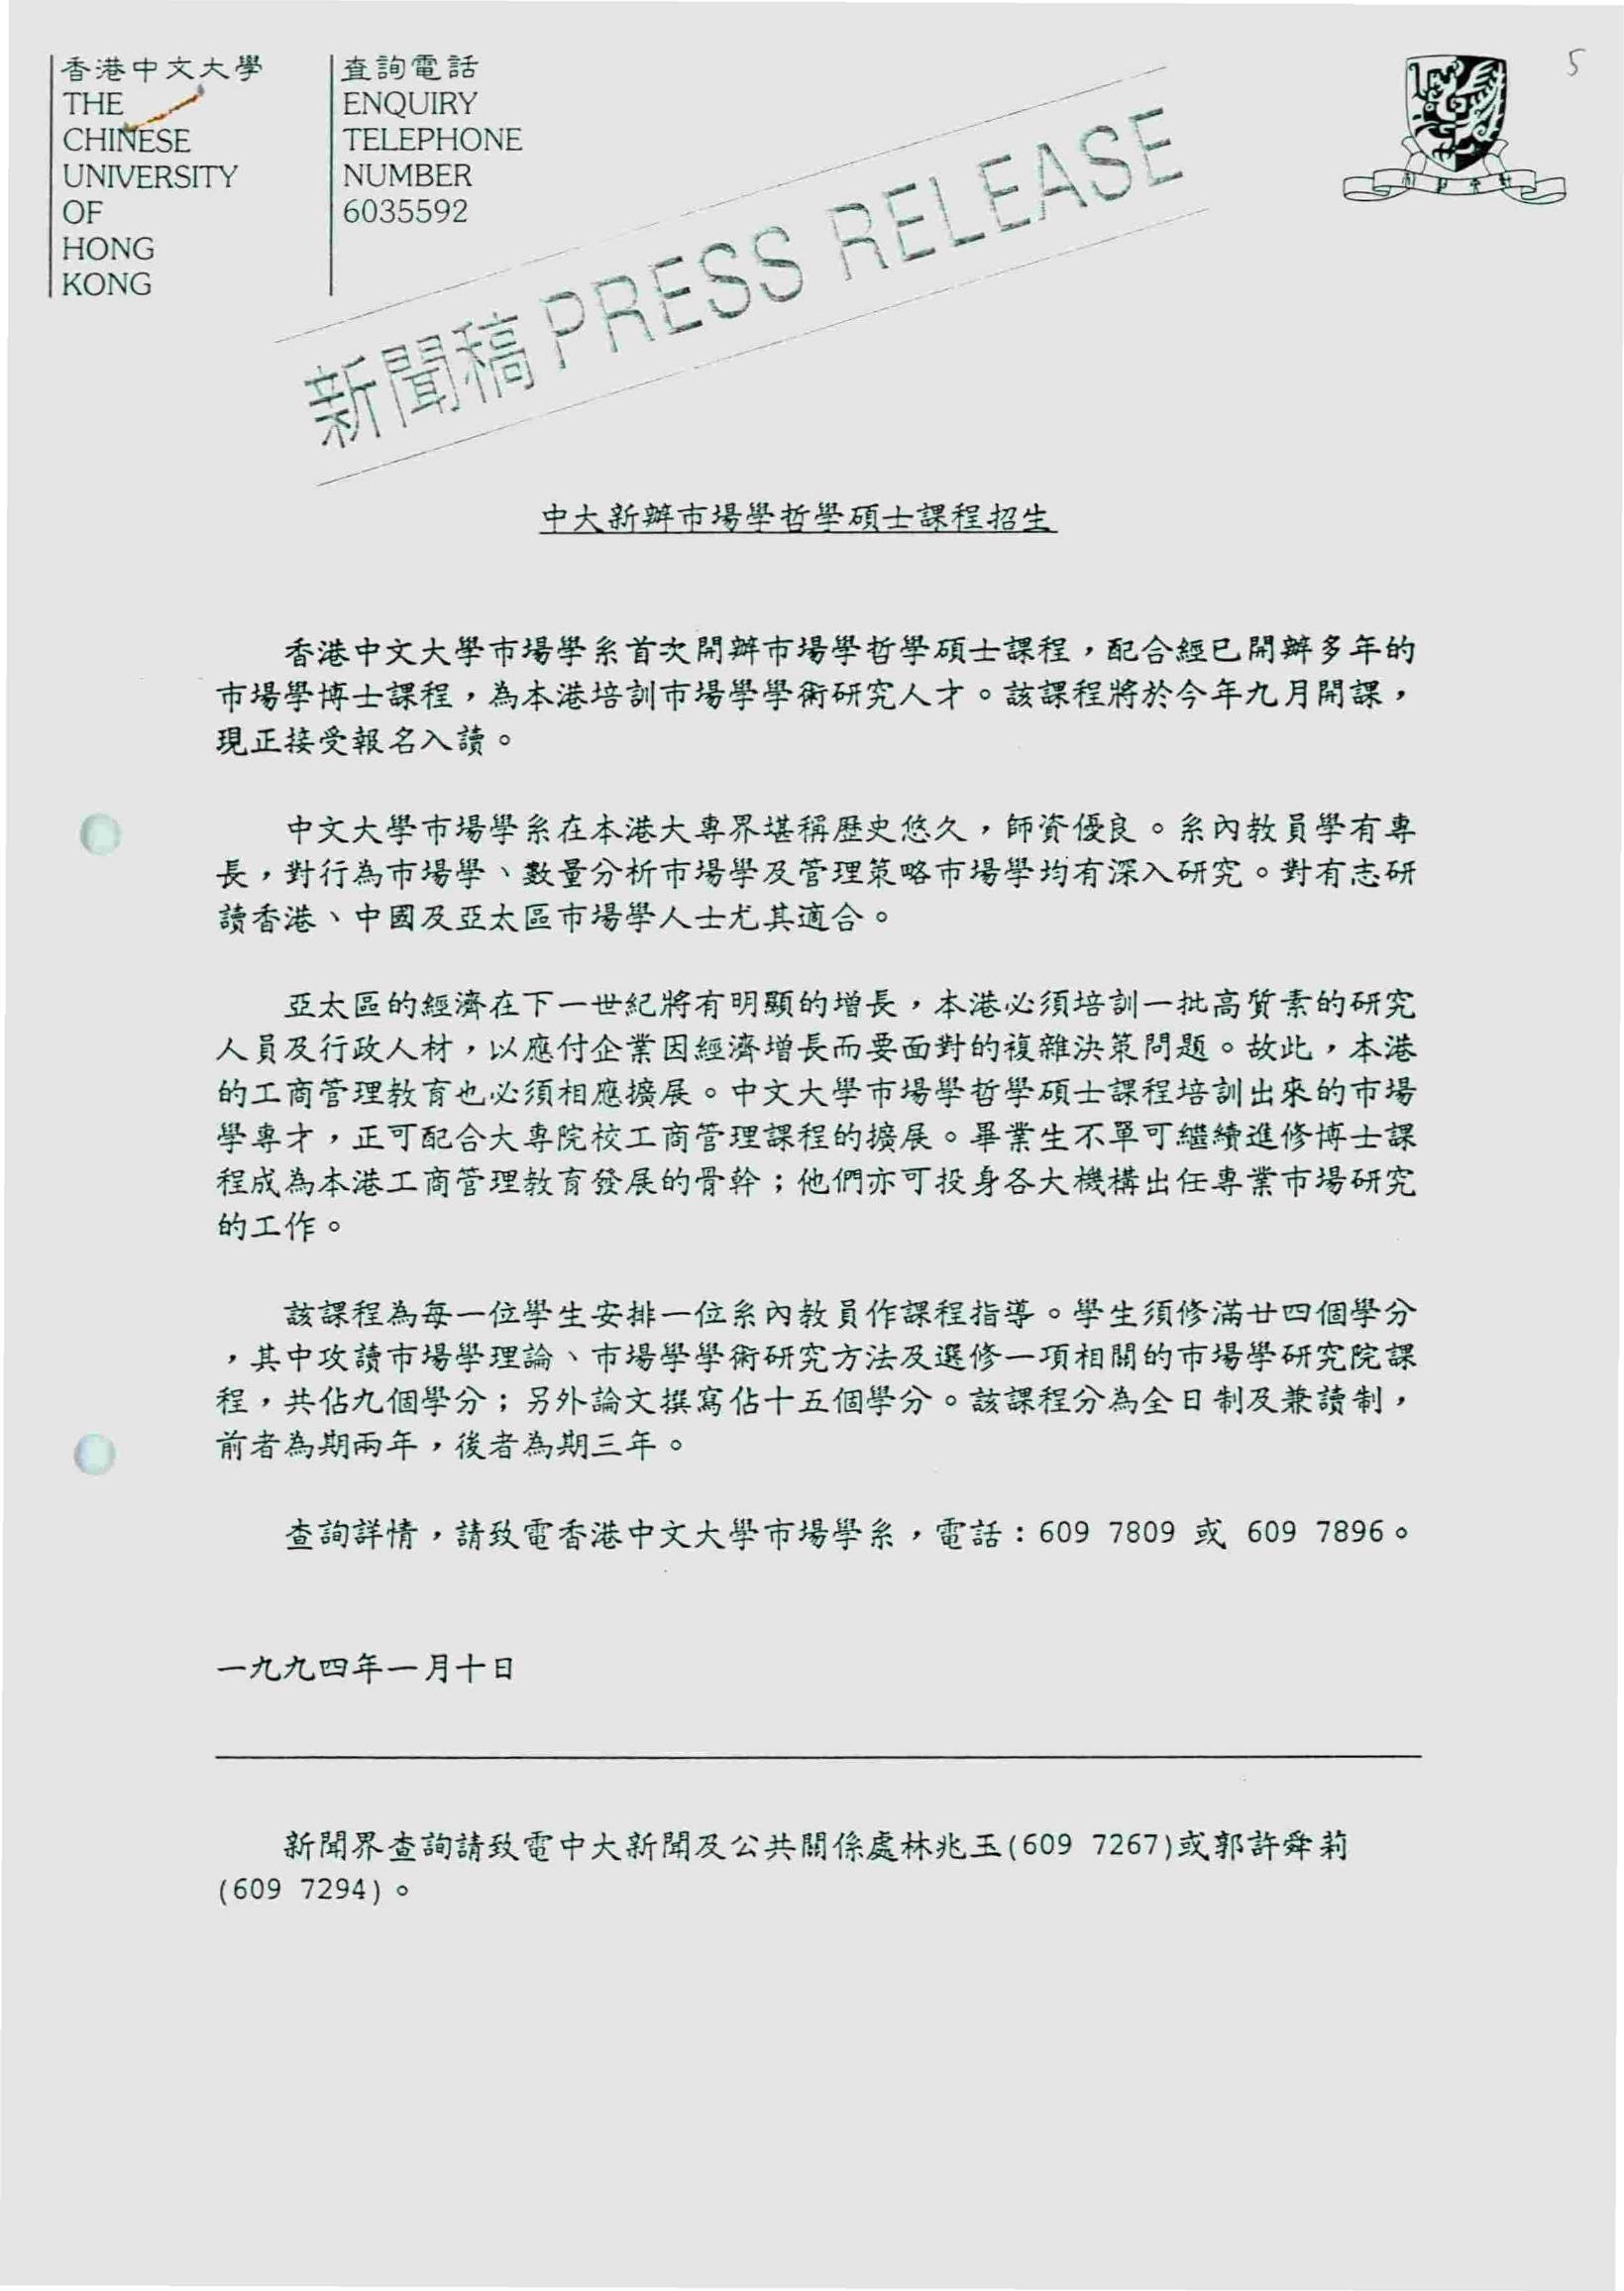 香港中文大學
THE
CHINESE
UNIVERSITY
OF
HONG
KONG
查詢電話
ENQUIRY
TELEPHONE
NUMBER
6035592
5
新聞稿 PRESS RELEASE
中大新辦市場學哲學碩士課程招生
香港中文大學市場學系首次開辦市場學哲學碩士課程，配合經已開辦多年的
市場學博士課程，為本港培訓市場學學術研究人才。該課程將於今年九月開課，
現正接受報名入讀。
中文大學市場學系在本港大專界堪稱歷史悠久，師資優良。系內教員學有專
長，對行為市場學、數量分析市場學及管理策略市場學均有深入研究。對有志研
讀香港、中國及亞太區市場學人士尤其適合。
亞太區的經濟在下一世紀將有明顯的增長，本港必須培訓一批高質素的研究
人員及行政人材，以應付企業因經濟增長而要面對的複雜決策問題。故此，本港
的工商管理教育也必須相應擴展。中文大學市場學哲學碩士課程培訓出來的市場
學專才，正可配合大專院校工商管理課程的擴展。畢業生不單可繼續進修博士課
程成為本港工商管理教育發展的骨幹；他們亦可投身各大機構出任專業市場研究
的工作。
該課程為每一位學生安排一位系內教員作課程指導。學生須修滿廿四個學分
，其中攻讀市場學理論、市場學學術研究方法及選修一項相關的市場學研究院課
程，共佔九個學分；另外論文撰寫佔十五個學分。該課程分為全日制及兼讀制，
前者為期兩年，後者為期三年。
查詢詳情，請致電香港中文大學市場學系，電話：609 7809 或 609 7896。
一九九四年一月十日
新聞界查詢請致電中大新聞及公共關係處林兆玉(609 7267)或郭許舜莉
(609 7294)。